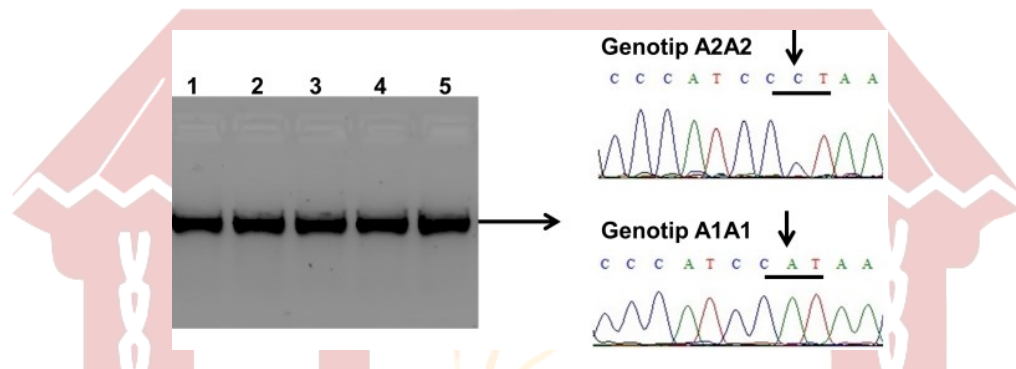 1 2 3 4 5
Genotip A2A2
C C C A T C C C T A A
Genotip A1A1
C C C A T C C A T A A